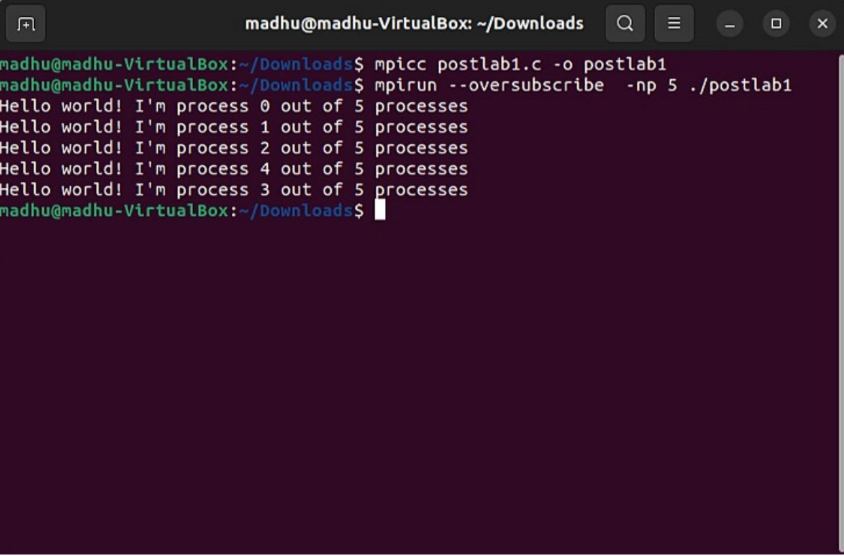 madhu@madhu-VirtualBox: ~/Downloads
madhu@madhu-VirtualBox:~/Downloads$ mpicc postlab1.c -o postlab1
madhu@madhu-VirtualBox:~/Downloads$ mpirun --oversubscribe  -np 5 ./postlab1
Hello world! I'm process 0 out of 5 processes
Hello world! I'm process 1 out of 5 processes
Hello world! I'm process 2 out of 5 processes
Hello world! I'm process 4 out of 5 processes
Hello world! I'm process 3 out of 5 processes
madhu@madhu-VirtualBox:~/Downloads$